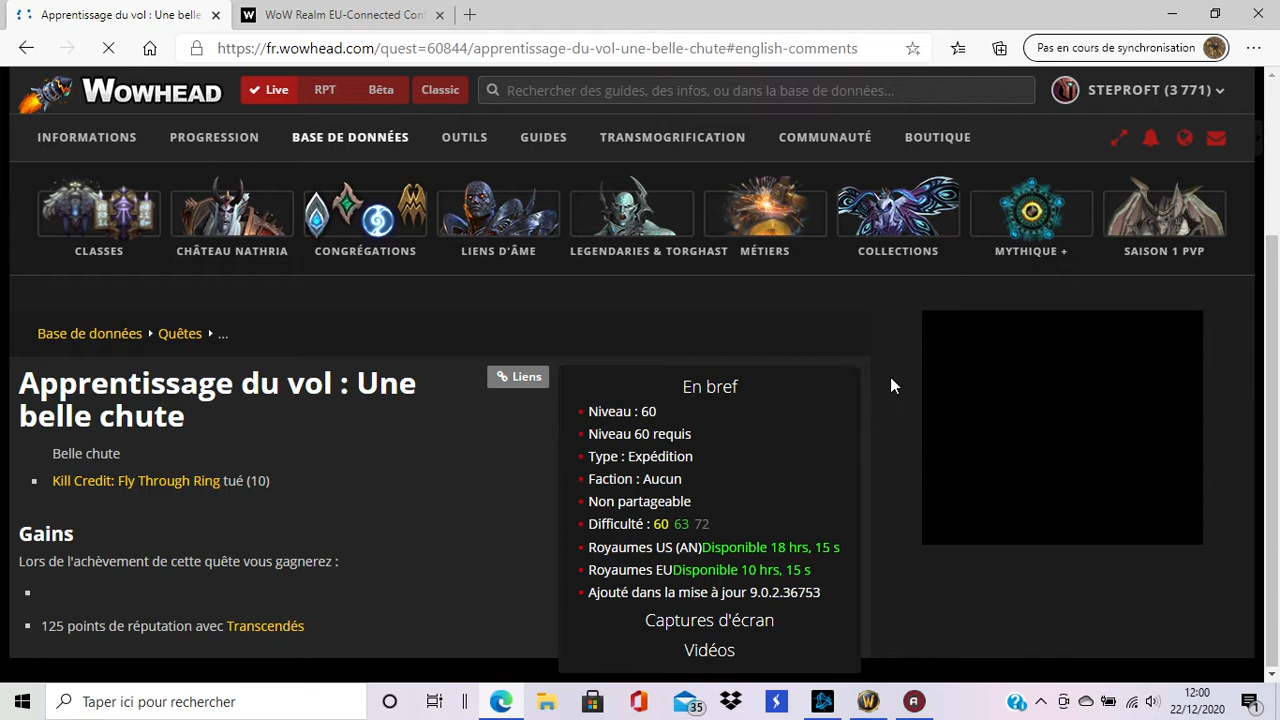 Apprentissage du vol : Une belle
WoW Realm EU-Connected Con
https://fr.wowhead.com/quest=60844/apprentissage-du-vol-une-belle-chute#english-comments
Pas en cours de synchronisation
WOWHEAD
Live
RPT
Bêta
Classic
Rechercher des guides, des infos, ou dans la base de données...
STEPROFT (3 771)
INFORMATIONS
PROGRESSION
BASE DE DONNÉES
OUTILS
GUIDES
TRANSMOGRIFICATION
COMMUNAUTÉ
BOUTIQUE
CLASSES
CHÂTEAU NATHRIA
CONGRÉGATIONS
LIENS D'ÂME
LEGENDARIES & TORGHAST
MÉTIERS
COLLECTIONS
MYTHIQUE +
SAISON 1 PVP
Base de données
Quêtes
...
Apprentissage du vol : Une
belle chute
Liens
Belle chute
Kill Credit: Fly Through Ring tué (10)
Gains
Lors de l'achèvement de cette quête vous gagnerez :
125 points de réputation avec Transcendés
En bref
Niveau : 60
Niveau 60 requis
Type : Expédition
Faction : Aucun
Non partageable
Difficulté : 60 63 72
Royaumes US (AN)Disponible 18 hrs, 15 s
Royaumes EUDisponible 10 hrs, 15 s
Ajouté dans la mise à jour 9.0.2.36753
Captures d'écran
Vidéos
Taper ici pour rechercher
35
12:00
22/12/2020
1